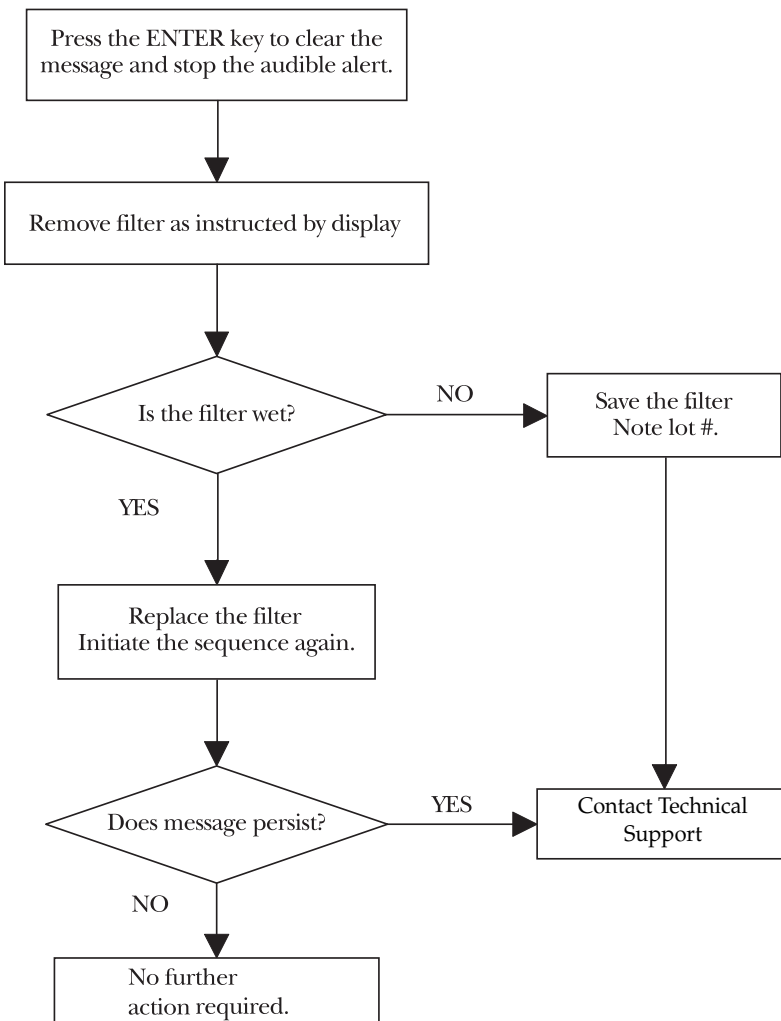 Press the ENTER key to clear the
message and stop the audible alert.
Remove filter as instructed by display
Is the filter wet?
NO
Save the filter
Note lot #.
YES
Replace the filter
Initiate the sequence again.
Does message persist?
YES
Contact Technical
Support
NO
No further
action required.